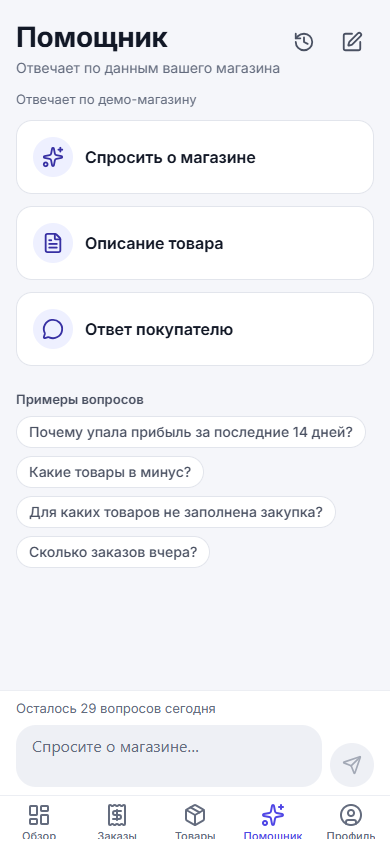 Помощник
Отвечает по данным вашего магазина
Отвечает по демо-магазину
Спросить о магазине
Описание товара
Ответ покупателю
Примеры вопросов
Почему упала прибыль за последние 14 дней?
Какие товары в минус?
Для каких товаров не заполнена закупка?
Сколько заказов вчера?
Осталось 29 вопросов сегодня
Спросите о магазине...
Обзор Заказы Товары Помощник Профиль